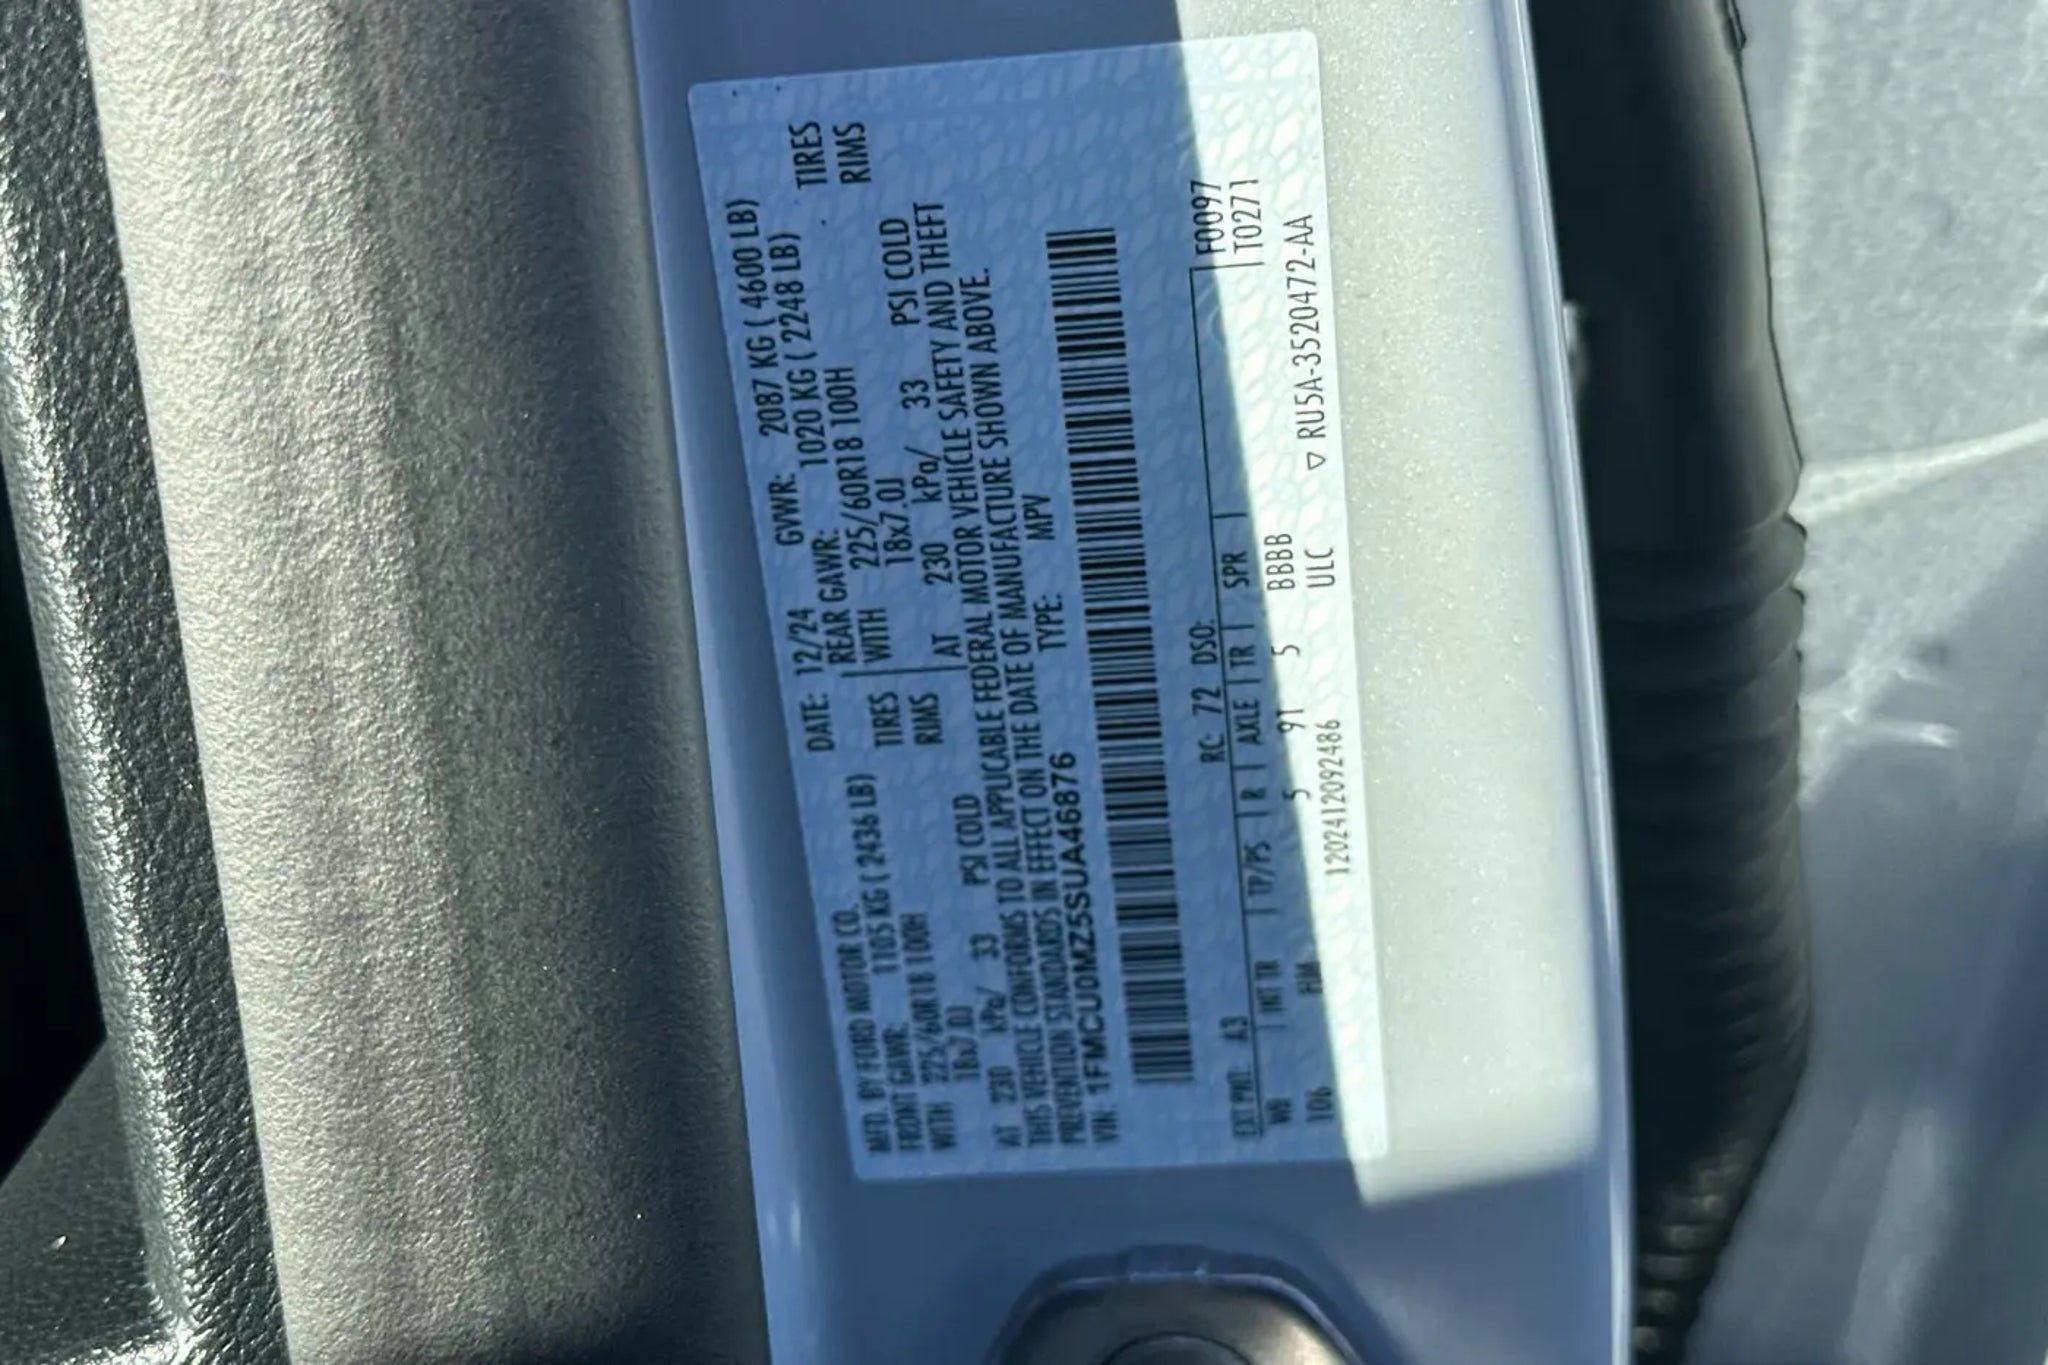 MFD. BY FORD MOTOR CO.
DATE: 12/24 GVWR: 2087 KG ( 4600 LB)
FRONT GAWR: 1105 KG ( 2436 LB) REAR GAWR: 1020 KG ( 2248 LB)
WITH 225/60R18 100H TIRES WITH 225/60R18 100H TIRES
18x7.0J RIMS 18x7.0J RIMS
AT 230 kPa/ 33 PSI COLD AT 230 kPa/ 33 PSI COLD
THIS VEHICLE CONFORMS TO ALL APPLICABLE FEDERAL MOTOR VEHICLE SAFETY AND THEFT
PREVENTION STANDARDS IN EFFECT ON THE DATE OF MANUFACTURE SHOWN ABOVE.
VIN: 1FMCU0MZ5SUA46876 TYPE: MPV
F0097
EXT PNT: A3 RC: 72 DSO: T0271
WB INT TR TP/PS R AXLE TR SPR
106 5 9T 5 BBBB
ULC ▽ RU5A-3520472-AA
1202412092486